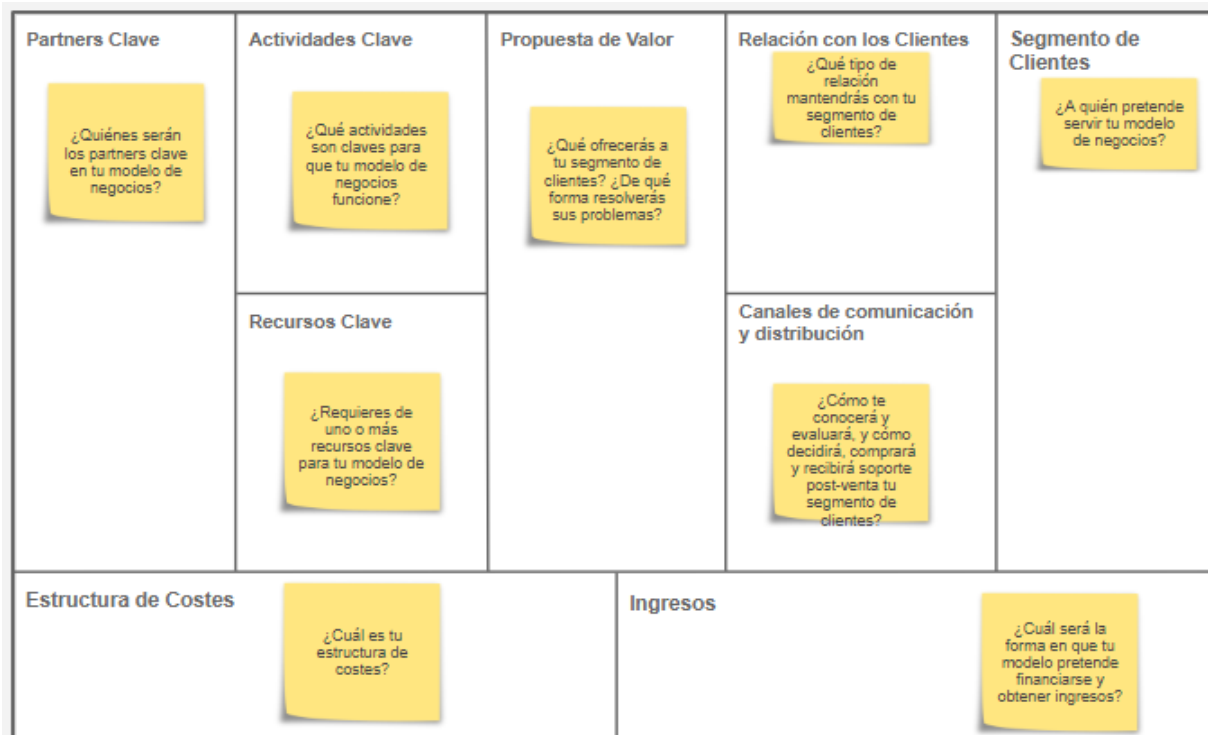 Partners Clave
¿Quiénes serán
los partners clave
en tu modelo de
negocios?
Actividades Clave
¿Qué actividades
son claves para
que tu modelo de
negocios
funcione?
Recursos Clave
¿Requieres de
uno o más
recursos clave
para tu modelo de
negocios?
Propuesta de Valor
¿Qué ofrecerás a
tu segmento de
clientes? ¿De qué
forma resolverás
sus problemas?
Relación con los Clientes
¿Qué tipo de
relación
mantendrás con tu
segmento de
clientes?
Canales de comunicación
y distribución
¿Cómo te
conocerá y
evaluará, y cómo
decidirá, comprará
y recibirá soporte
post-venta tu
segmento de
clientes?
Segmento de
Clientes
¿A quién pretende
servir tu modelo
de negocios?
Estructura de Costes
¿Cuál es tu
estructura de
costes?
Ingresos
¿Cuál será la
forma en que tu
modelo pretende
financiarse y
obtener ingresos?